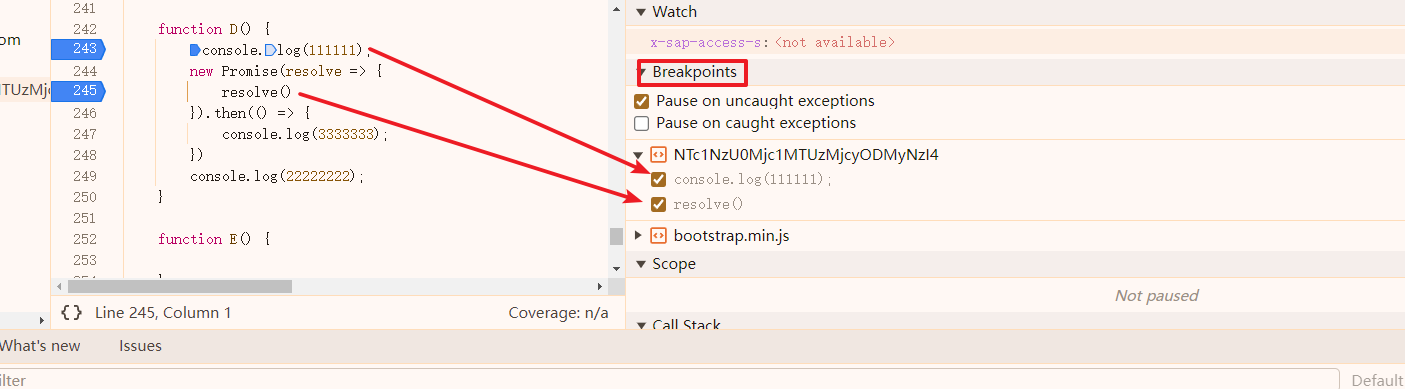 241
242 function D() {
243 console.log(111111);
244 new Promise(resolve => {
245 resolve()
246 }).then(() => {
247 console.log(3333333);
248 })
249 console.log(22222222);
250 }
251
252 function E() {
253
om
{} Line 245, Column 1 Coverage: n/a
Watch
x-sap-access-s: <not available>
Breakpoints
Pause on uncaught exceptions
Pause on caught exceptions
NTc1NzU0Mjc1MTUzMjcyODMyNzI4
console.log(111111);
resolve()
bootstrap.min.js
Scope
Not paused
Call Stack
What's new Issues
ilter Default